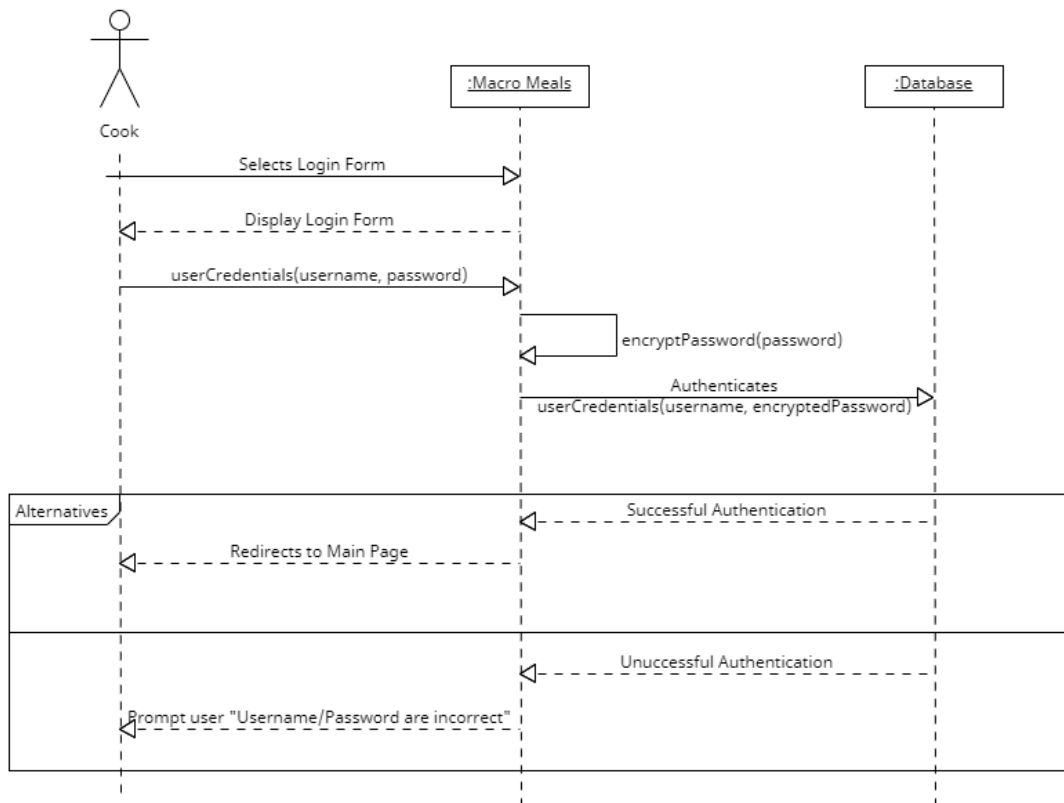 :Macro Meals
:Database
Cook
Selects Login Form
Display Login Form
userCredentials(username, password)
encryptPassword(password)
Authenticates
userCredentials(username, encryptedPassword)
Alternatives
Successful Authentication
Redirects to Main Page
Unuccessful Authentication
Prompt user "Username/Password are incorrect"